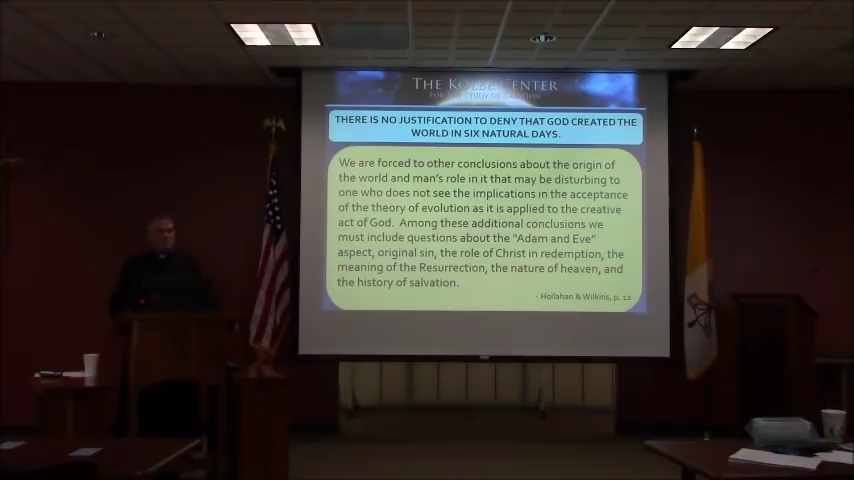 THE KOLBE CENTER
FOR THE STUDY OF CREATION
THERE IS NO JUSTIFICATION TO DENY THAT GOD CREATED THE
WORLD IN SIX NATURAL DAYS.
We are forced to other conclusions about the origin of
the world and man's role in it that may be disturbing to
one who does not see the implications in the acceptance
of the theory of evolution as it is applied to the creative
act of God. Among these additional conclusions we
must include questions about the "Adam and Eve"
aspect, original sin, the role of Christ in redemption, the
meaning of the Resurrection, the nature of heaven, and
the history of salvation.
- Hollahan & Wilkins, p. 12